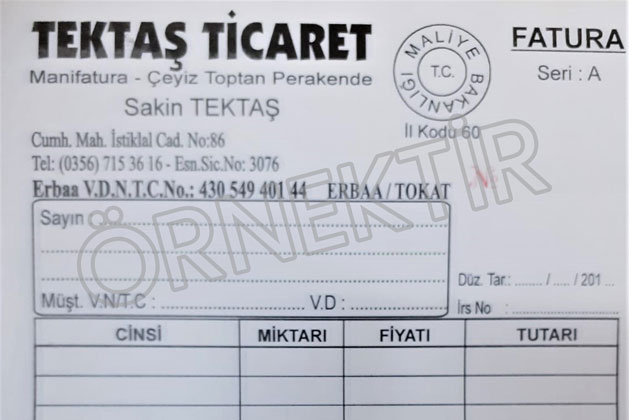 TEKTAŞ TİCARET
Manifatura - Çeyiz Toptan Perakende
Sakin TEKTAŞ
Cumh. Mah. İstiklal Cad. No:86
Tel: (0356) 715 36 16 - Esn.Sic.No: 3076
Erbaa V.D.N.T.C.No.: 430 549 401 44 ERBAA / TOKAT
MALİYE BAKANLIĞI
T.C.
İl Kodu 60
FATURA
Seri : A
№
ÖRNEKTİR
Sayın
Müşt. V.N/T.C : .................... V.D : ....................
Düz. Tar.: ....... /...... / 201 ...
İrs No : ....................
CİNSİ MİKTARI FİYATI TUTARI